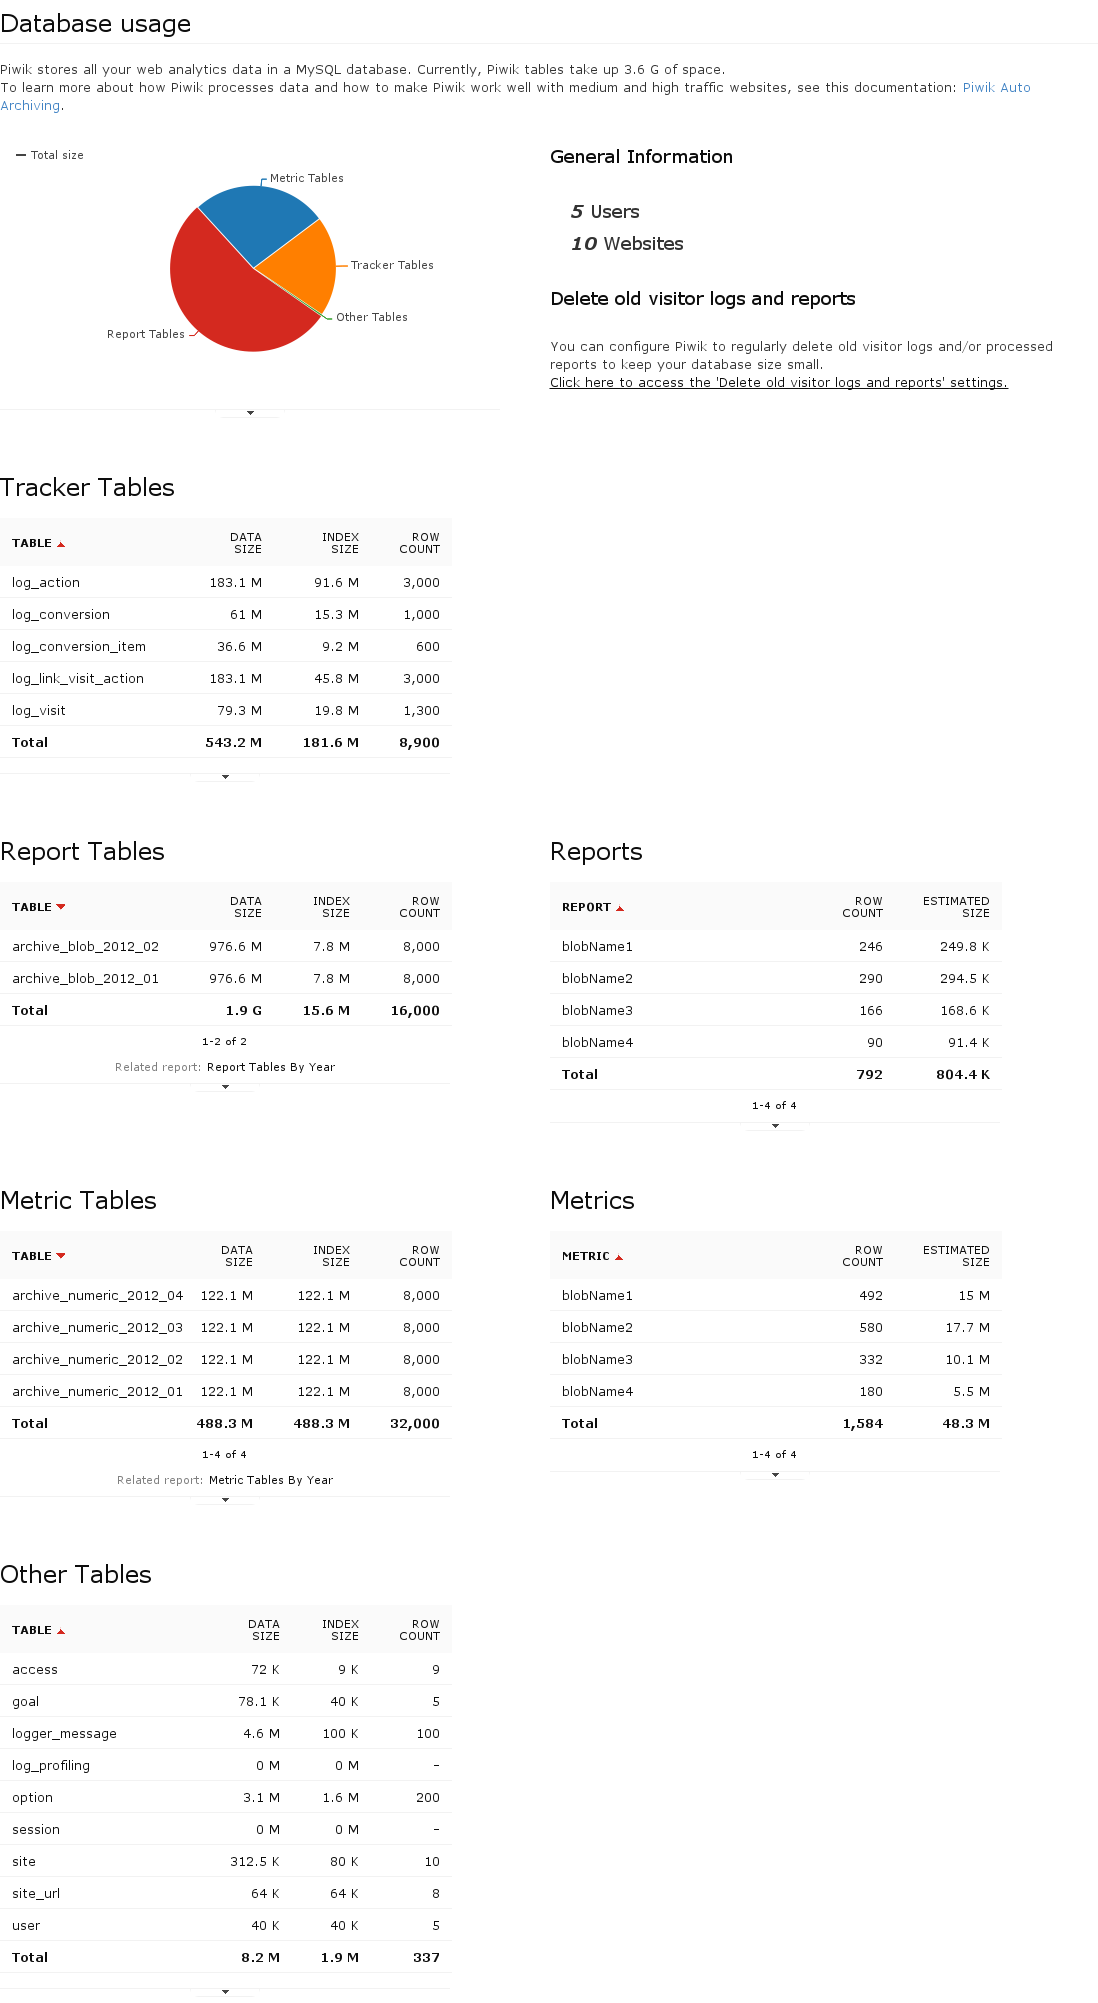 Database usage
Piwik stores all your web analytics data in a MySQL database. Currently, Piwik tables take up 3.6 G of space.
To learn more about how Piwik processes data and how to make Piwik work well with medium and high traffic websites, see this documentation: Piwik Auto
Archiving.
Total size
Metric Tables
Tracker Tables
Other Tables
Report Tables
General Information
5 Users
10 Websites
Delete old visitor logs and reports
You can configure Piwik to regularly delete old visitor logs and/or processed
reports to keep your database size small.
Click here to access the 'Delete old visitor logs and reports' settings.
Tracker Tables
TABLE DATA SIZE INDEX SIZE ROW COUNT
log_action 183.1 M 91.6 M 3,000
log_conversion 61 M 15.3 M 1,000
log_conversion_item 36.6 M 9.2 M 600
log_link_visit_action 183.1 M 45.8 M 3,000
log_visit 79.3 M 19.8 M 1,300
Total 543.2 M 181.6 M 8,900
Report Tables
TABLE DATA SIZE INDEX SIZE ROW COUNT
archive_blob_2012_02 976.6 M 7.8 M 8,000
archive_blob_2012_01 976.6 M 7.8 M 8,000
Total 1.9 G 15.6 M 16,000
1-2 of 2
Related report: Report Tables By Year
Reports
REPORT ROW COUNT ESTIMATED SIZE
blobName1 246 249.8 K
blobName2 290 294.5 K
blobName3 166 168.6 K
blobName4 90 91.4 K
Total 792 804.4 K
1-4 of 4
Metric Tables
TABLE DATA SIZE INDEX SIZE ROW COUNT
archive_numeric_2012_04 122.1 M 122.1 M 8,000
archive_numeric_2012_03 122.1 M 122.1 M 8,000
archive_numeric_2012_02 122.1 M 122.1 M 8,000
archive_numeric_2012_01 122.1 M 122.1 M 8,000
Total 488.3 M 488.3 M 32,000
1-4 of 4
Related report: Metric Tables By Year
Metrics
METRIC ROW COUNT ESTIMATED SIZE
blobName1 492 15 M
blobName2 580 17.7 M
blobName3 332 10.1 M
blobName4 180 5.5 M
Total 1,584 48.3 M
1-4 of 4
Other Tables
TABLE DATA SIZE INDEX SIZE ROW COUNT
access 72 K 9 K 9
goal 78.1 K 40 K 5
logger_message 4.6 M 100 K 100
log_profiling 0 M 0 M -
option 3.1 M 1.6 M 200
session 0 M 0 M -
site 312.5 K 80 K 10
site_url 64 K 64 K 8
user 40 K 40 K 5
Total 8.2 M 1.9 M 337